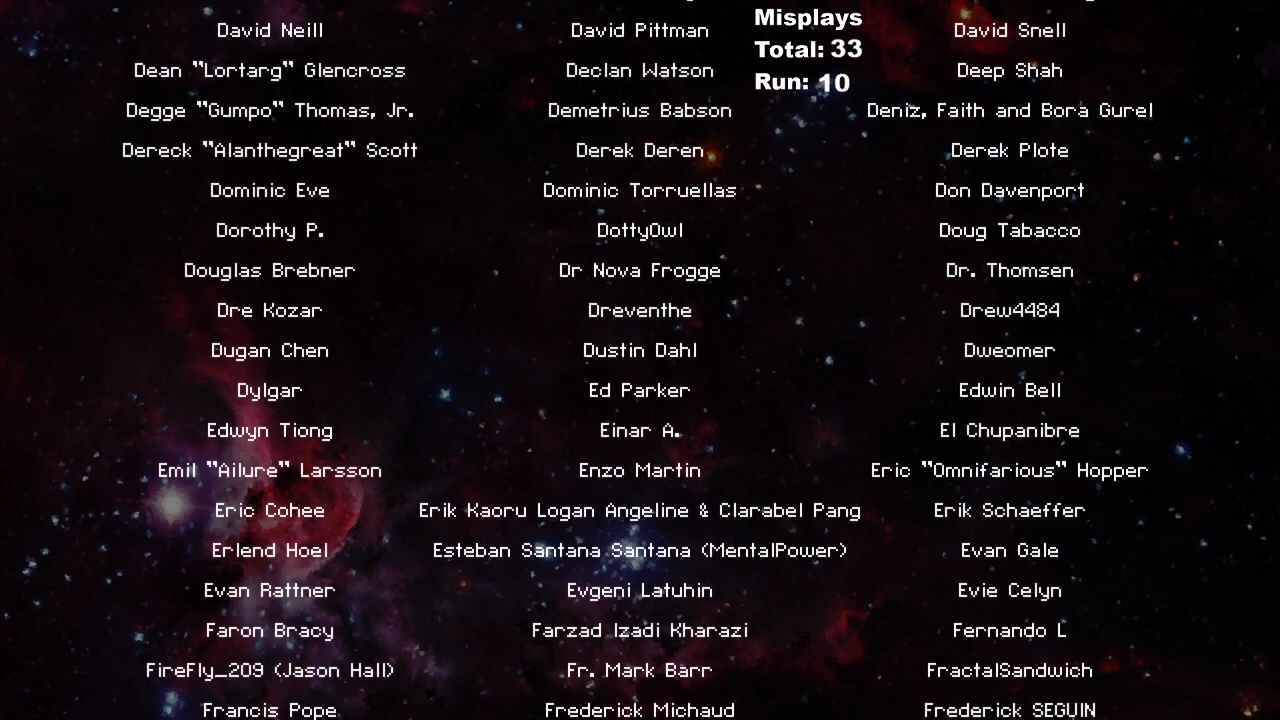 Misplays
Total: 33
Run: 10
David Neill David Pittman David Snell
Dean "Lortarg" Glencross Declan Watson Deep Shah
Degge "Gumpo" Thomas, Jr. Demetrius Babson Deniz, Faith and Bora Gurel
Dereck "Alanthegreat" Scott Derek Deren Derek Plote
Dominic Eve Dominic Torruellas Don Davenport
Dorothy P. DottyOwl Doug Tabacco
Douglas Brebner Dr Nova Frogge Dr. Thomsen
Dre Kozar Dreventhe Drew4484
Dugan Chen Dustin Dahl Dweomer
Dylgar Ed Parker Edwin Bell
Edwyn Tiong Einar A. El Chupanibre
Emil "Ailure" Larsson Enzo Martin Eric "Omnifarious" Hopper
Eric Cohee Erik Kaoru Logan Angeline & Clarabel Pang Erik Schaeffer
Erlend Hoel Esteban Santana Santana (MentalPower) Evan Gale
Evan Rattner Evgeni Latuhin Evie Celyn
Faron Bracy Farzad Izadi Kharazi Fernando L
FireFly_209 (Jason Hall) Fr. Mark Barr FractalSandwich
Francis Pope Frederick Michaud Frederick SEGUIN